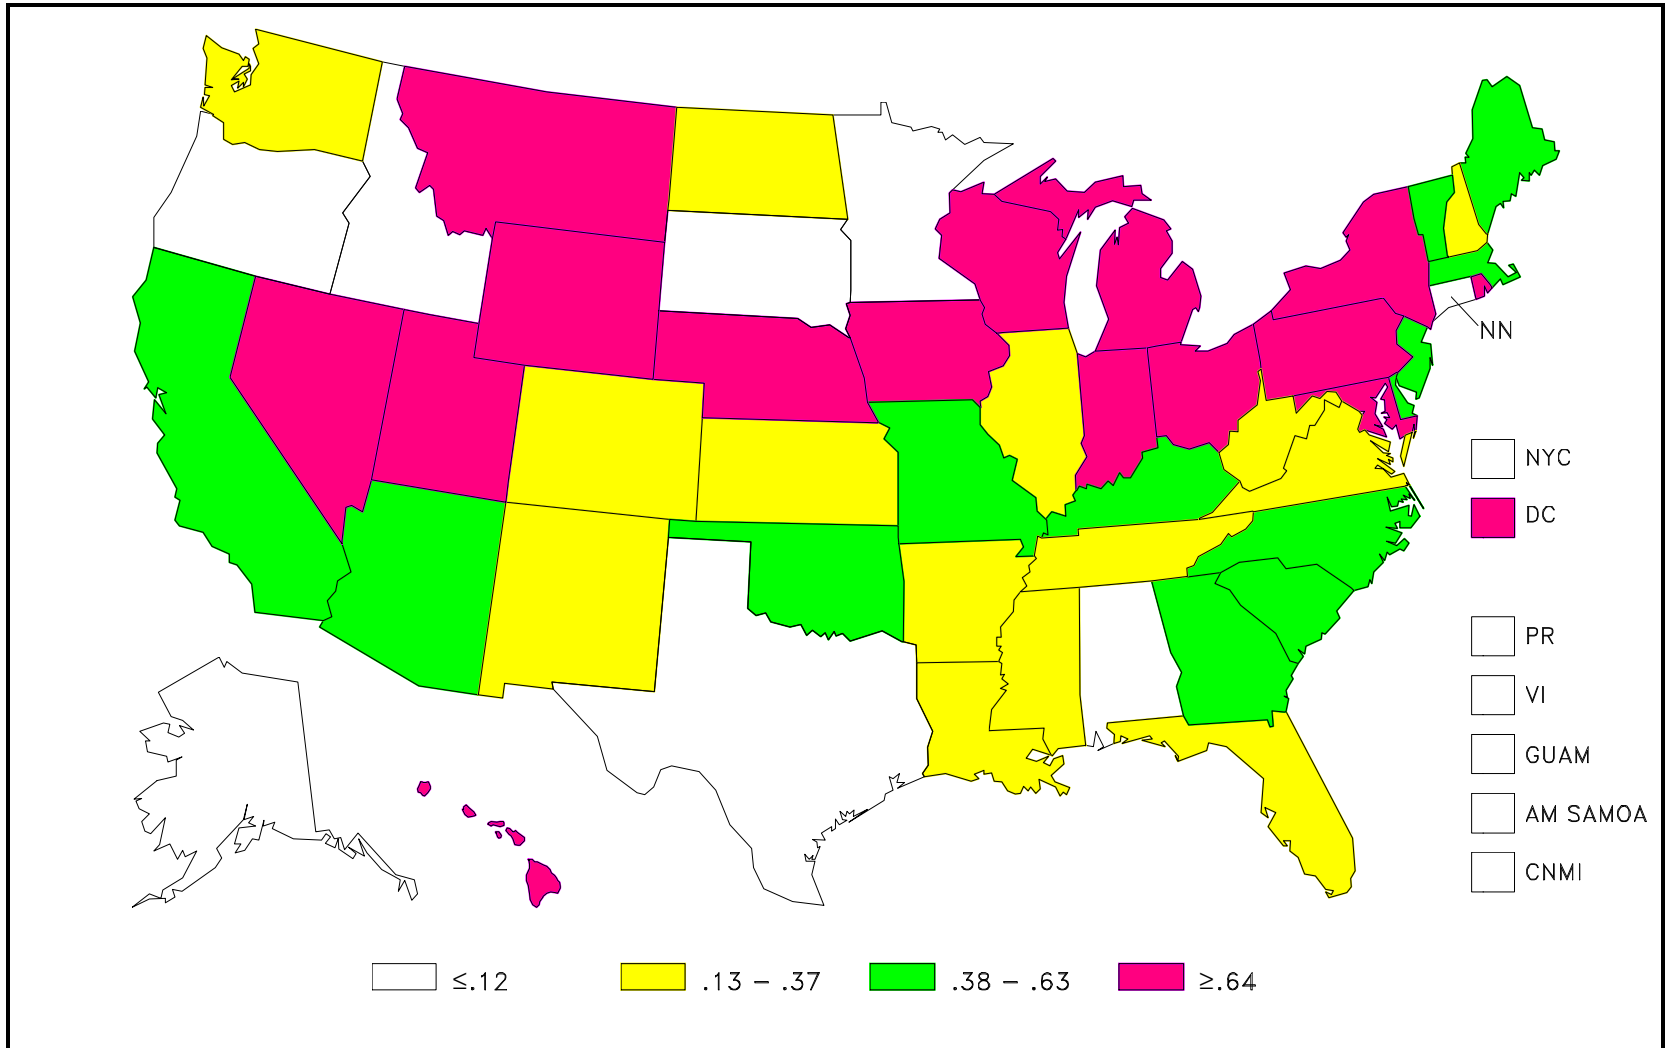 NN
NYC
DC
PR
VI
GUAM
AM SAMOA
CNMI
≤.12 .13 – .37 .38 – .63 ≥.64